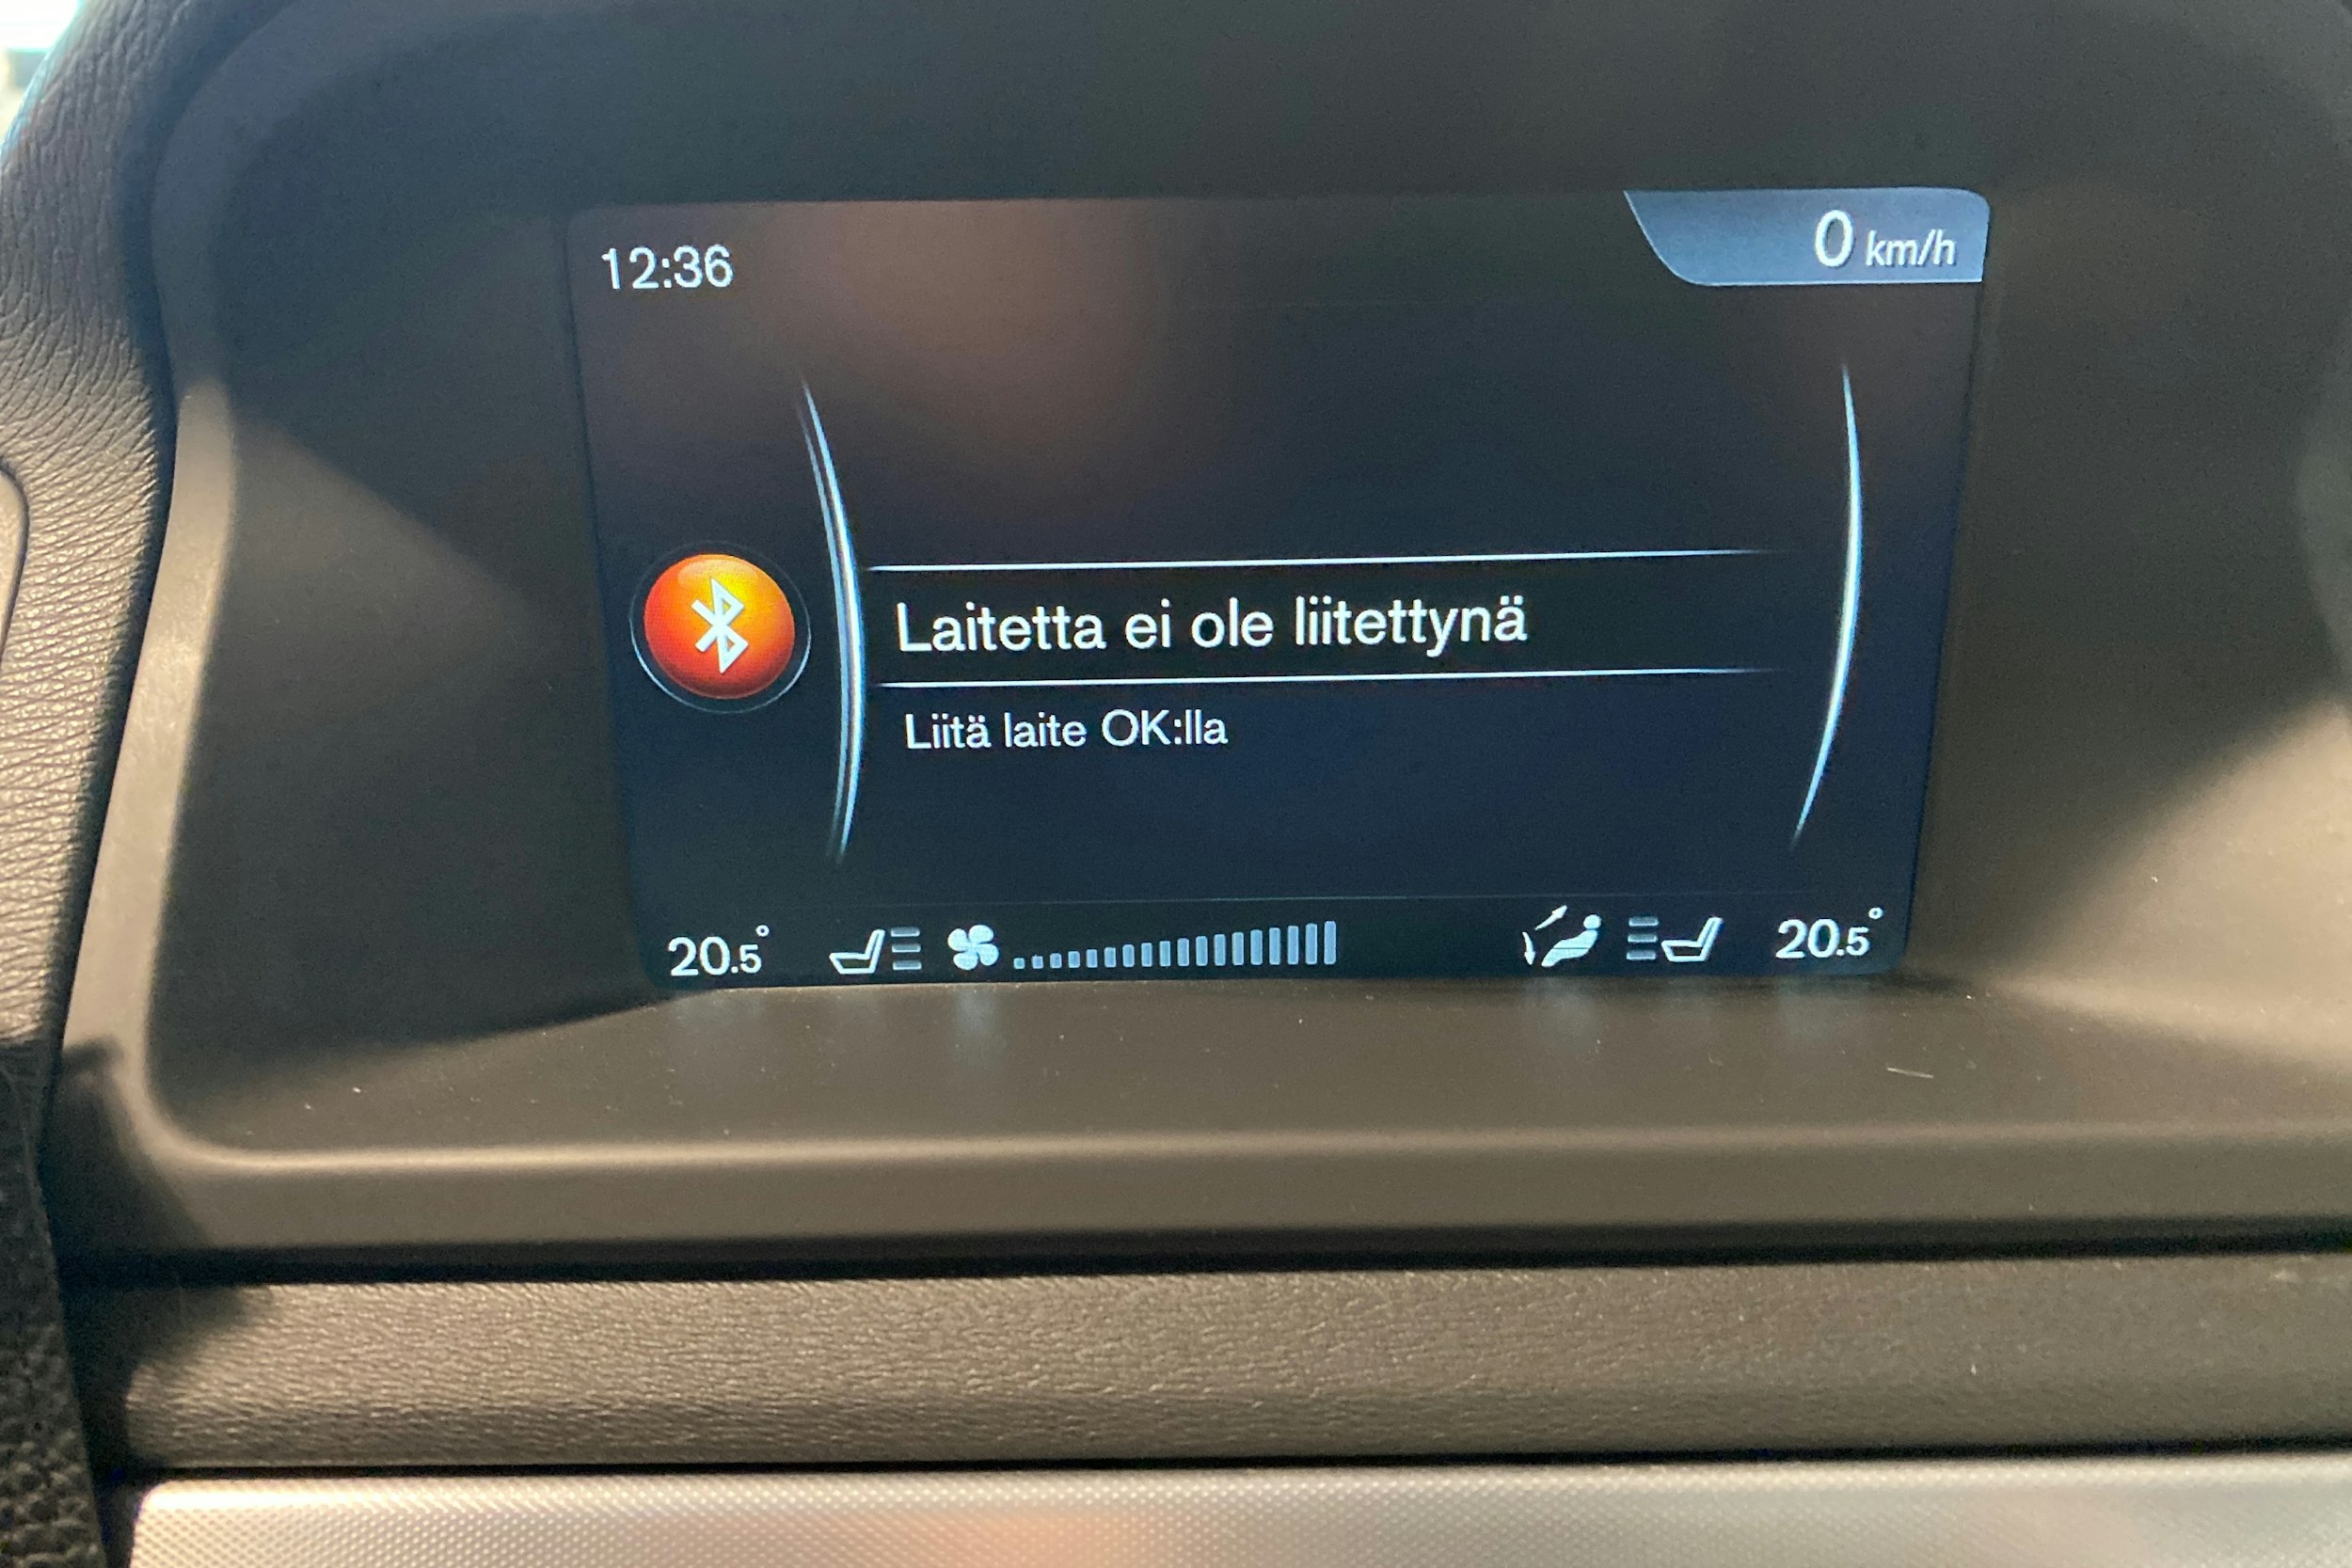 12:36
0 km/h
Laitetta ei ole liitettynä
Liitä laite OK:lla
20.5° 20.5°